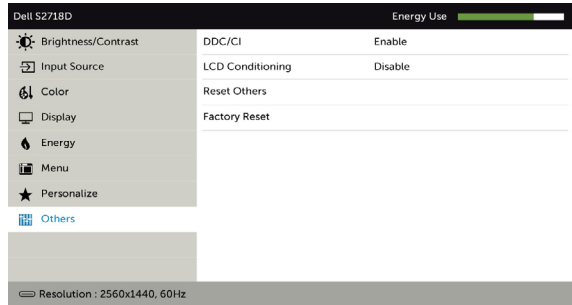 Dell S2718D Energy Use
Brightness/Contrast DDC/CI Enable
Input Source LCD Conditioning Disable
Color Reset Others
Display Factory Reset
Energy
Menu
Personalize
Others
Resolution : 2560x1440, 60Hz